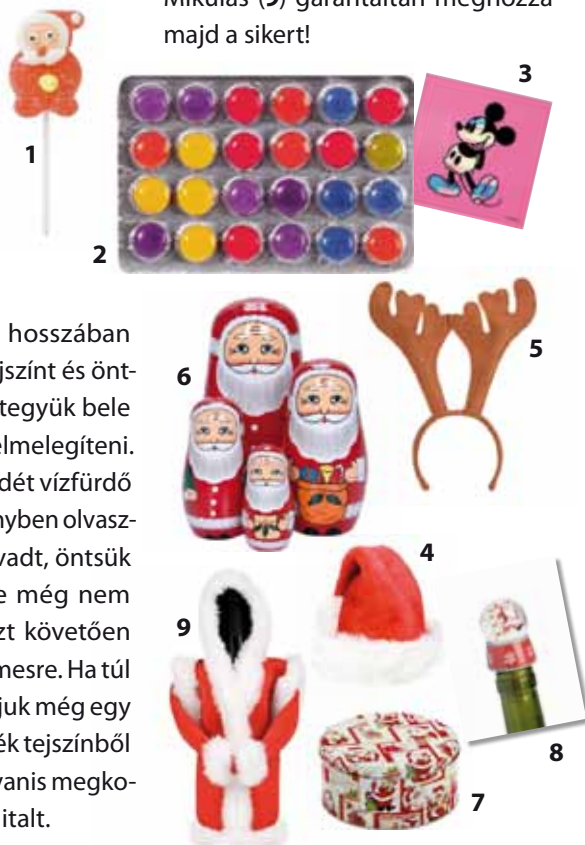 Mikulás (9) garantáltan meghozza
majd a sikert!
1
2
3
hosszában
jszínt és önt-
tegyük bele
elmelegíteni.
dét vízfürdő
nyben olvasz-
vadt, öntsük
e még nem
zt követően
mesre. Ha túl
juk még egy
ék tejszínből
yanis megko-
italt.
6
5
4
9
8
7